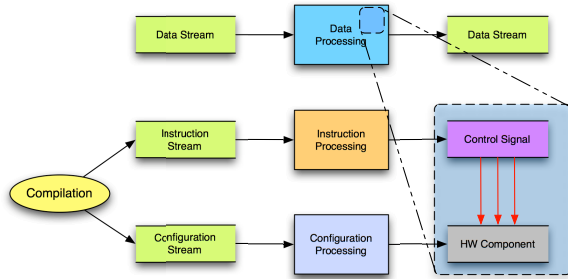 Data Stream
Data
Processing
Data Stream
Instruction
Stream
Instruction
Processing
Control Signal
Compilation
Configuration
Stream
Configuration
Processing
HW Component